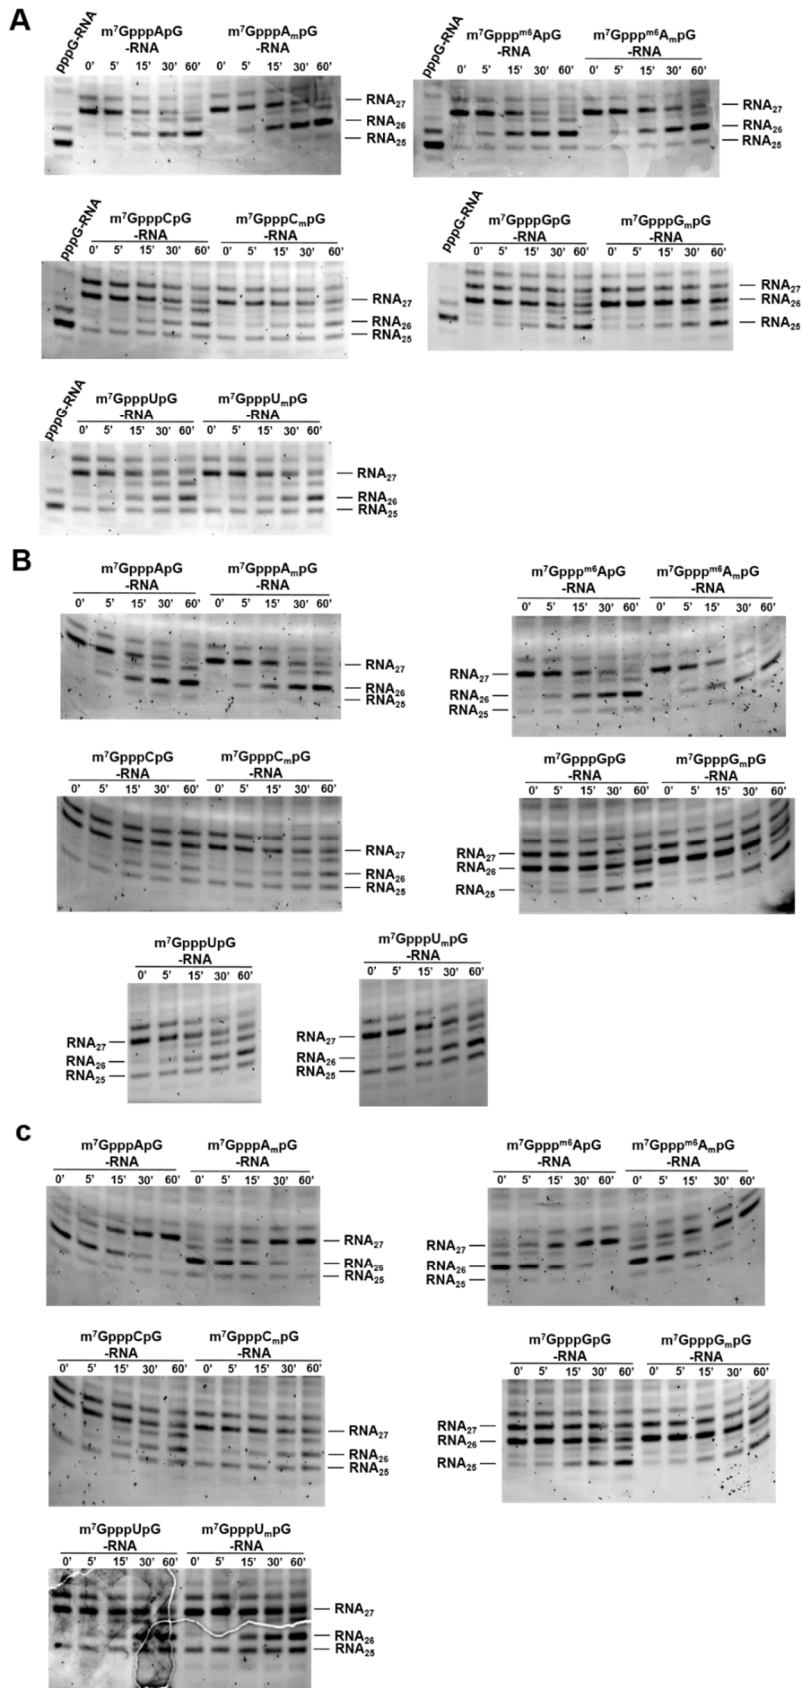 A
pppG-RNA
m⁷GpppApG
-RNA
m⁷GpppAₘpG
-RNA
0' 5' 15' 30' 60' 0' 5' 15' 30' 60'
RNA₂₇
RNA₂₆
RNA₂₅
pppG-RNA
m⁷Gpppᵐ⁶ApG
-RNA
m⁷Gpppᵐ⁶AₘpG
-RNA
0' 5' 15' 30' 60' 0' 5' 15' 30' 60'
RNA₂₇
RNA₂₆
RNA₂₅
pppG-RNA
m⁷GpppCpG
-RNA
m⁷GpppCₘpG
-RNA
0' 5' 15' 30' 60' 0' 5' 15' 30' 60'
RNA₂₇
RNA₂₆
RNA₂₅
pppG-RNA
m⁷GpppGpG
-RNA
m⁷GpppGₘpG
-RNA
0' 5' 15' 30' 60' 0' 5' 15' 30' 60'
RNA₂₇
RNA₂₆
RNA₂₅
pppG-RNA
m⁷GpppUpG
-RNA
m⁷GpppUₘpG
-RNA
0' 5' 15' 30' 60' 0' 5' 15' 30' 60'
RNA₂₇
RNA₂₆
RNA₂₅
B
m⁷GpppApG
-RNA
m⁷GpppAₘpG
-RNA
0' 5' 15' 30' 60' 0' 5' 15' 30' 60'
RNA₂₇
RNA₂₆
RNA₂₅
m⁷Gpppᵐ⁶ApG
-RNA
m⁷Gpppᵐ⁶AₘpG
-RNA
0' 5' 15' 30' 60' 0' 5' 15' 30' 60'
RNA₂₇
RNA₂₆
RNA₂₅
m⁷GpppCpG
-RNA
m⁷GpppCₘpG
-RNA
0' 5' 15' 30' 60' 0' 5' 15' 30' 60'
RNA₂₇
RNA₂₆
RNA₂₅
m⁷GpppGpG
-RNA
m⁷GpppGₘpG
-RNA
0' 5' 15' 30' 60' 0' 5' 15' 30' 60'
RNA₂₇
RNA₂₆
RNA₂₅
m⁷GpppUpG
-RNA
0' 5' 15' 30' 60'
RNA₂₇
RNA₂₆
RNA₂₅
m⁷GpppUₘpG
-RNA
0' 5' 15' 30' 60'
RNA₂₇
RNA₂₆
RNA₂₅
c
m⁷GpppApG
-RNA
m⁷GpppAₘpG
-RNA
0' 5' 15' 30' 60' 0' 5' 15' 30' 60'
RNA₂₇
RNA₂₆
RNA₂₅
m⁷Gpppᵐ⁶ApG
-RNA
m⁷Gpppᵐ⁶AₘpG
-RNA
0' 5' 15' 30' 60' 0' 5' 15' 30' 60'
RNA₂₇
RNA₂₆
RNA₂₅
m⁷GpppCpG
-RNA
m⁷GpppCₘpG
-RNA
0' 5' 15' 30' 60' 0' 5' 15' 30' 60'
RNA₂₇
RNA₂₆
RNA₂₅
m⁷GpppGpG
-RNA
m⁷GpppGₘpG
-RNA
0' 5' 15' 30' 60' 0' 5' 15' 30' 60'
RNA₂₇
RNA₂₆
RNA₂₅
m⁷GpppUpG
-RNA
m⁷GpppUₘpG
-RNA
0' 5' 15' 30' 60' 0' 5' 15' 30' 60'
RNA₂₇
RNA₂₆
RNA₂₅